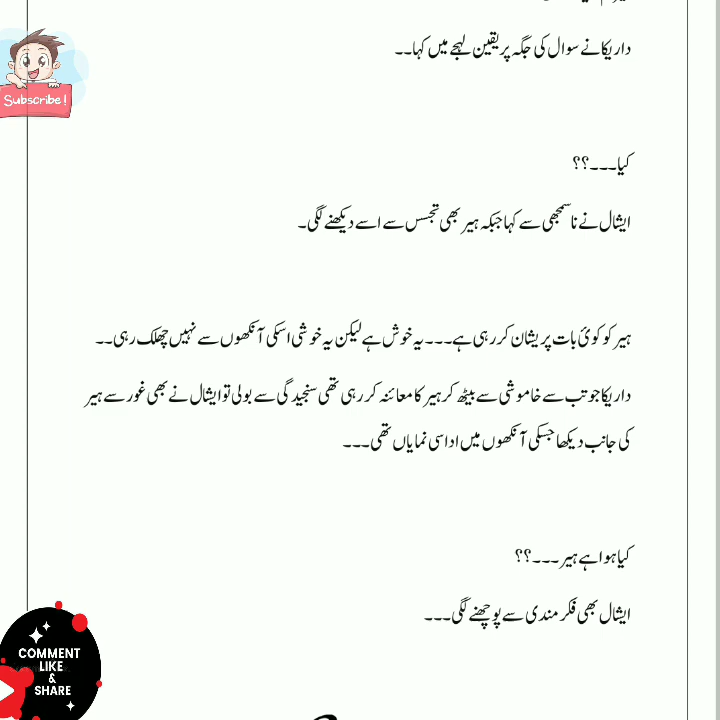 داریکا نے سوال کی جگہ پر یقین لہجے میں کہا۔۔
Subscribe!
کیا۔۔۔؟؟
ایشال نے ناسمجھی سے کہا جبکہ ہیر بھی تجسس سے اسے دیکھنے لگی۔
ہیر کو کوئ بات پریشان کر رہی ہے۔۔۔ یہ خوش ہے لیکن یہ خوشی اسکی آنکھوں سے نہیں چھلک رہی۔۔
داریکا جو تب سے خاموشی سے بیٹھ کر ہیر کا معائنہ کر رہی تھی سنجیدگی سے بولی تو ایشال نے بھی غور سے ہیر
کی جانب دیکھا جسکی آنکھوں میں اداسی نمایاں تھی۔۔۔
کیا ہوا ہے ہیر۔۔۔؟؟
ایشال بھی فکر مندی سے پوچھنے لگی۔۔۔
COMMENT
LIKE
&
SHARE